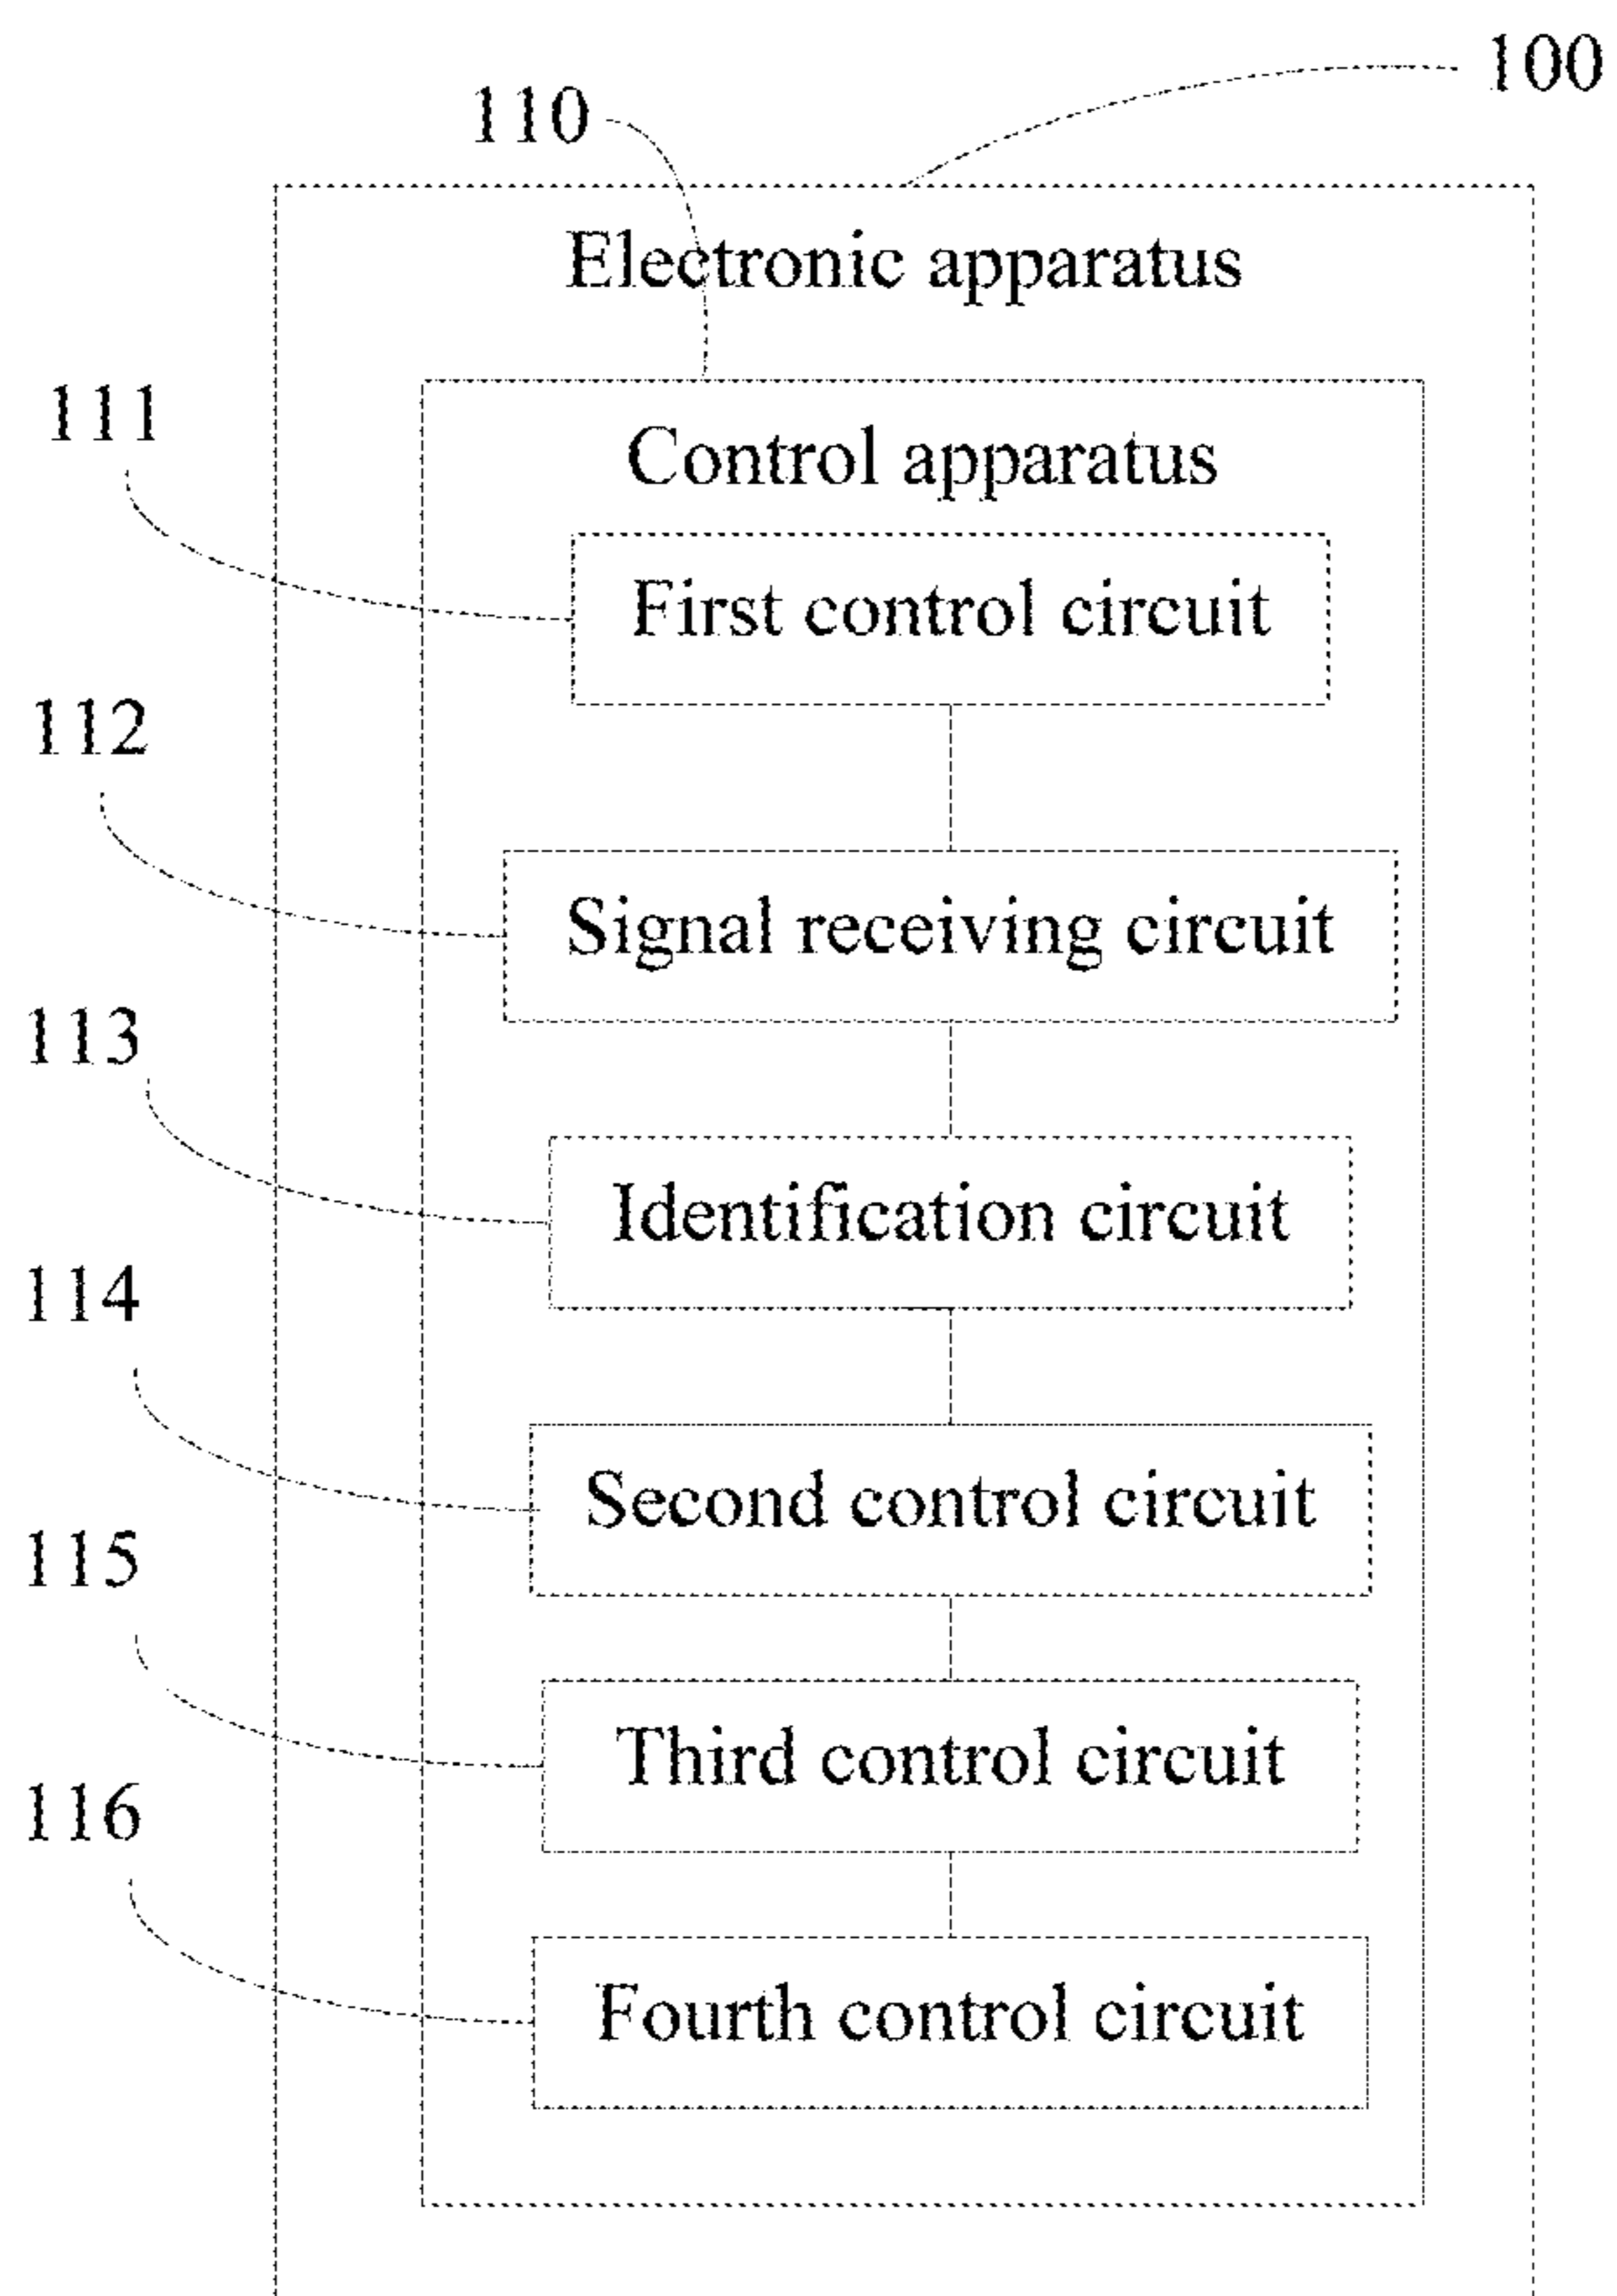 100
110
Electronic apparatus
111
Control apparatus
First control circuit
112
Signal receiving circuit
113
Identification circuit
114
Second control circuit
115
Third control circuit
116
Fourth control circuit